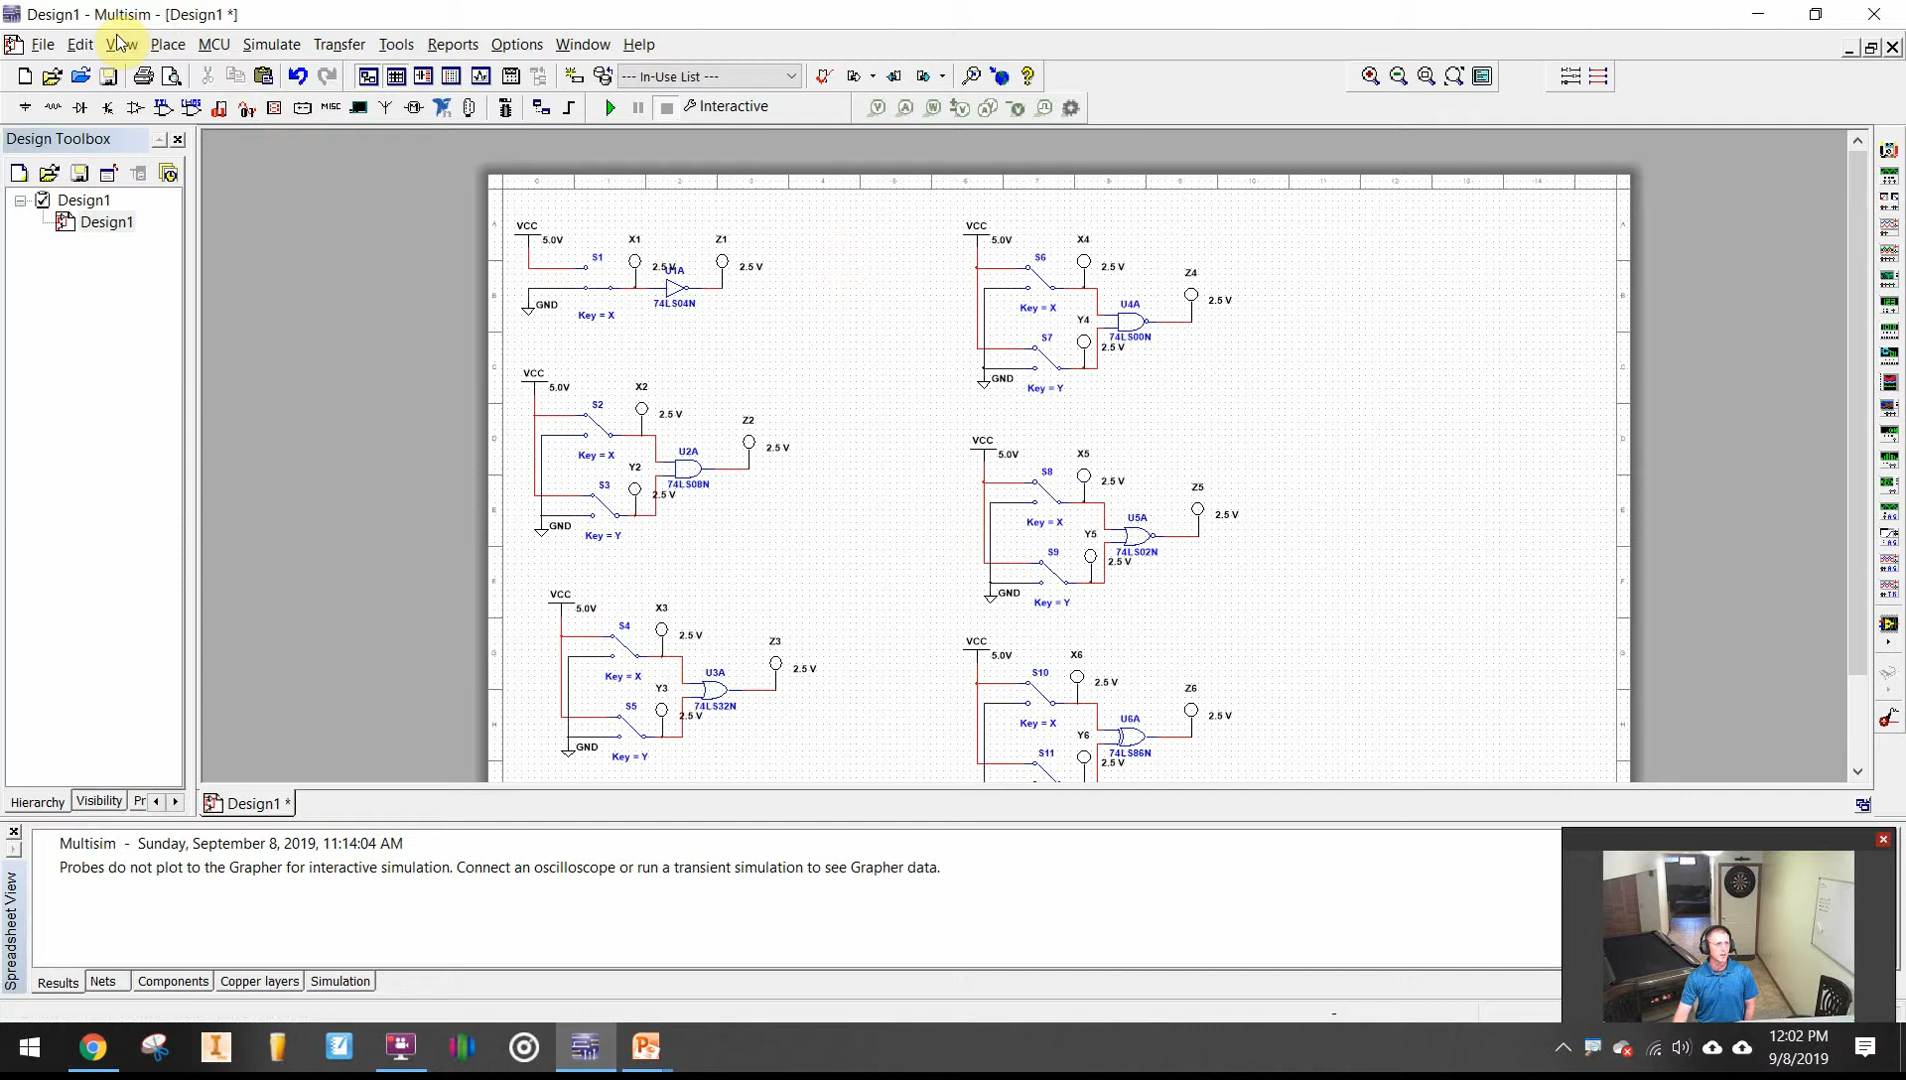 Design1 - Multisim - [Design1 *]
File Edit View Place MCU Simulate Transfer Tools Reports Options Window Help
--- In-Use List ---
MISC Interactive
Design Toolbox
Design1
Design1
Hierarchy Visibility Pr
VCC
5.0V
S1
X1
2.5 V
U1A
74LS04N
Z1
2.5 V
GND
Key = X
VCC
5.0V
S2
X2
2.5 V
Key = X
Y2
2.5 V
U2A
74LS08N
Z2
2.5 V
S3
GND
Key = Y
VCC
5.0V
S4
X3
2.5 V
Key = X
Y3
2.5 V
U3A
74LS32N
Z3
2.5 V
S5
GND
Key = Y
VCC
5.0V
S6
X4
2.5 V
Key = X
Y4
2.5 V
U4A
74LS00N
Z4
2.5 V
S7
GND
Key = Y
VCC
5.0V
S8
X5
2.5 V
Key = X
Y5
2.5 V
U5A
74LS02N
Z5
2.5 V
S9
GND
Key = Y
VCC
5.0V
S10
X6
2.5 V
Key = X
Y6
2.5 V
U6A
74LS86N
Z6
2.5 V
S11
Design1 *
Spreadsheet View
Multisim - Sunday, September 8, 2019, 11:14:04 AM
Probes do not plot to the Grapher for interactive simulation. Connect an oscilloscope or run a transient simulation to see Grapher data.
Results Nets Components Copper layers Simulation
12:02 PM
9/8/2019